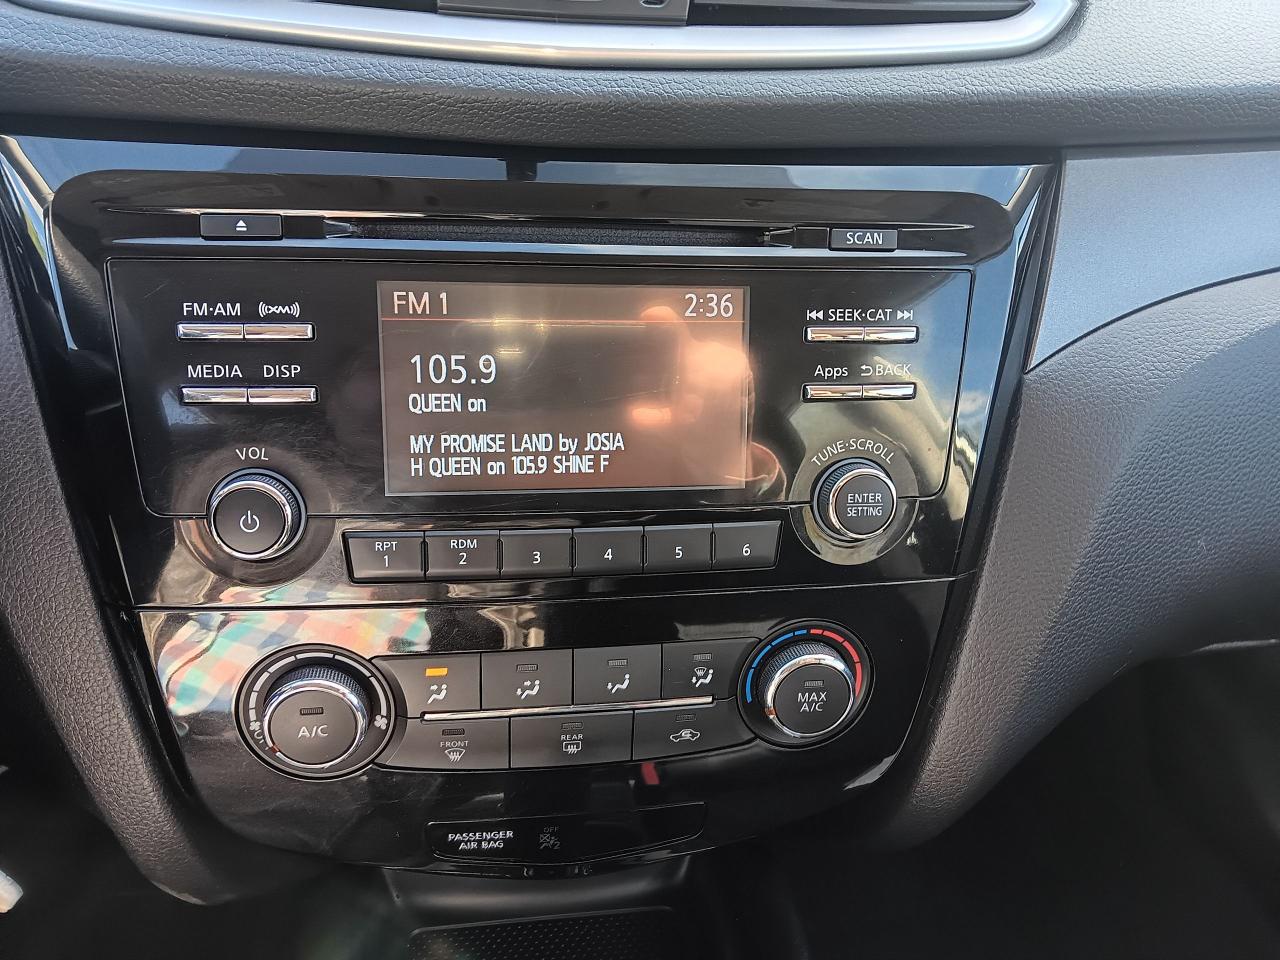 SCAN
FM·AM ((XM))
SEEK·CAT
MEDIA DISP
Apps BACK
FM 1 2:36
105.9
QUEEN on
MY PROMISE LAND by JOSIA
H QUEEN on 105.9 SHINE F
VOL
TUNE·SCROLL
ENTER
SETTING
RPT
1
RDM
2
3
4
5
6
A/C
MAX
A/C
FRONT
REAR
PASSENGER
AIR BAG
OFF
2